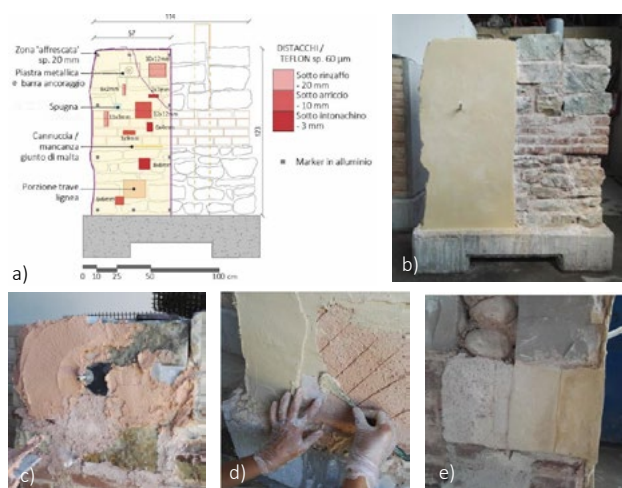 114
57
Zona 'affrescata'
sp. 20 mm
Piastra metallica
e barra ancoraggio
Spugna
Cannuccia /
mancanza
giunto di malta
Porzione trave
lignea
123
DISTACCHI /
TEFLON sp. 60 μm
Sotto rinzaffo
- 20 mm
Sotto arriccio
- 10 mm
Sotto intonachino
- 3 mm
Marker in alluminio
0 10 25 50 100 cm
a)
b)
c)
d)
e)